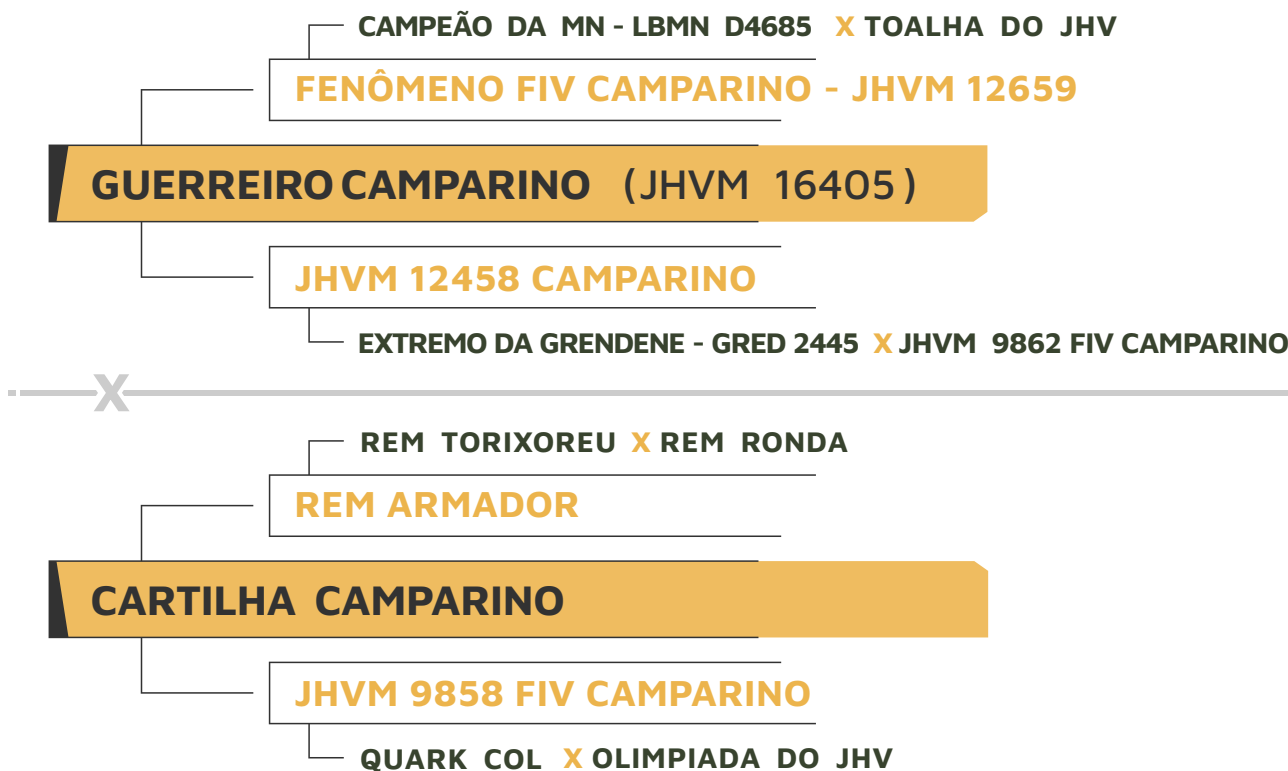 CAMPEÃO DA MN - LBMN D4685 X TOALHA DO JHV
FENÔMENO FIV CAMPARINO - JHVM 12659
GUERREIRO CAMPARINO (JHVM 16405)
JHVM 12458 CAMPARINO
EXTREMO DA GRENDENE - GRED 2445 X JHVM 9862 FIV CAMPARINO
X
REM TORIXOREU X REM RONDA
REM ARMADOR
CARTILHA CAMPARINO
JHVM 9858 FIV CAMPARINO
QUARK COL X OLIMPIADA DO JHV